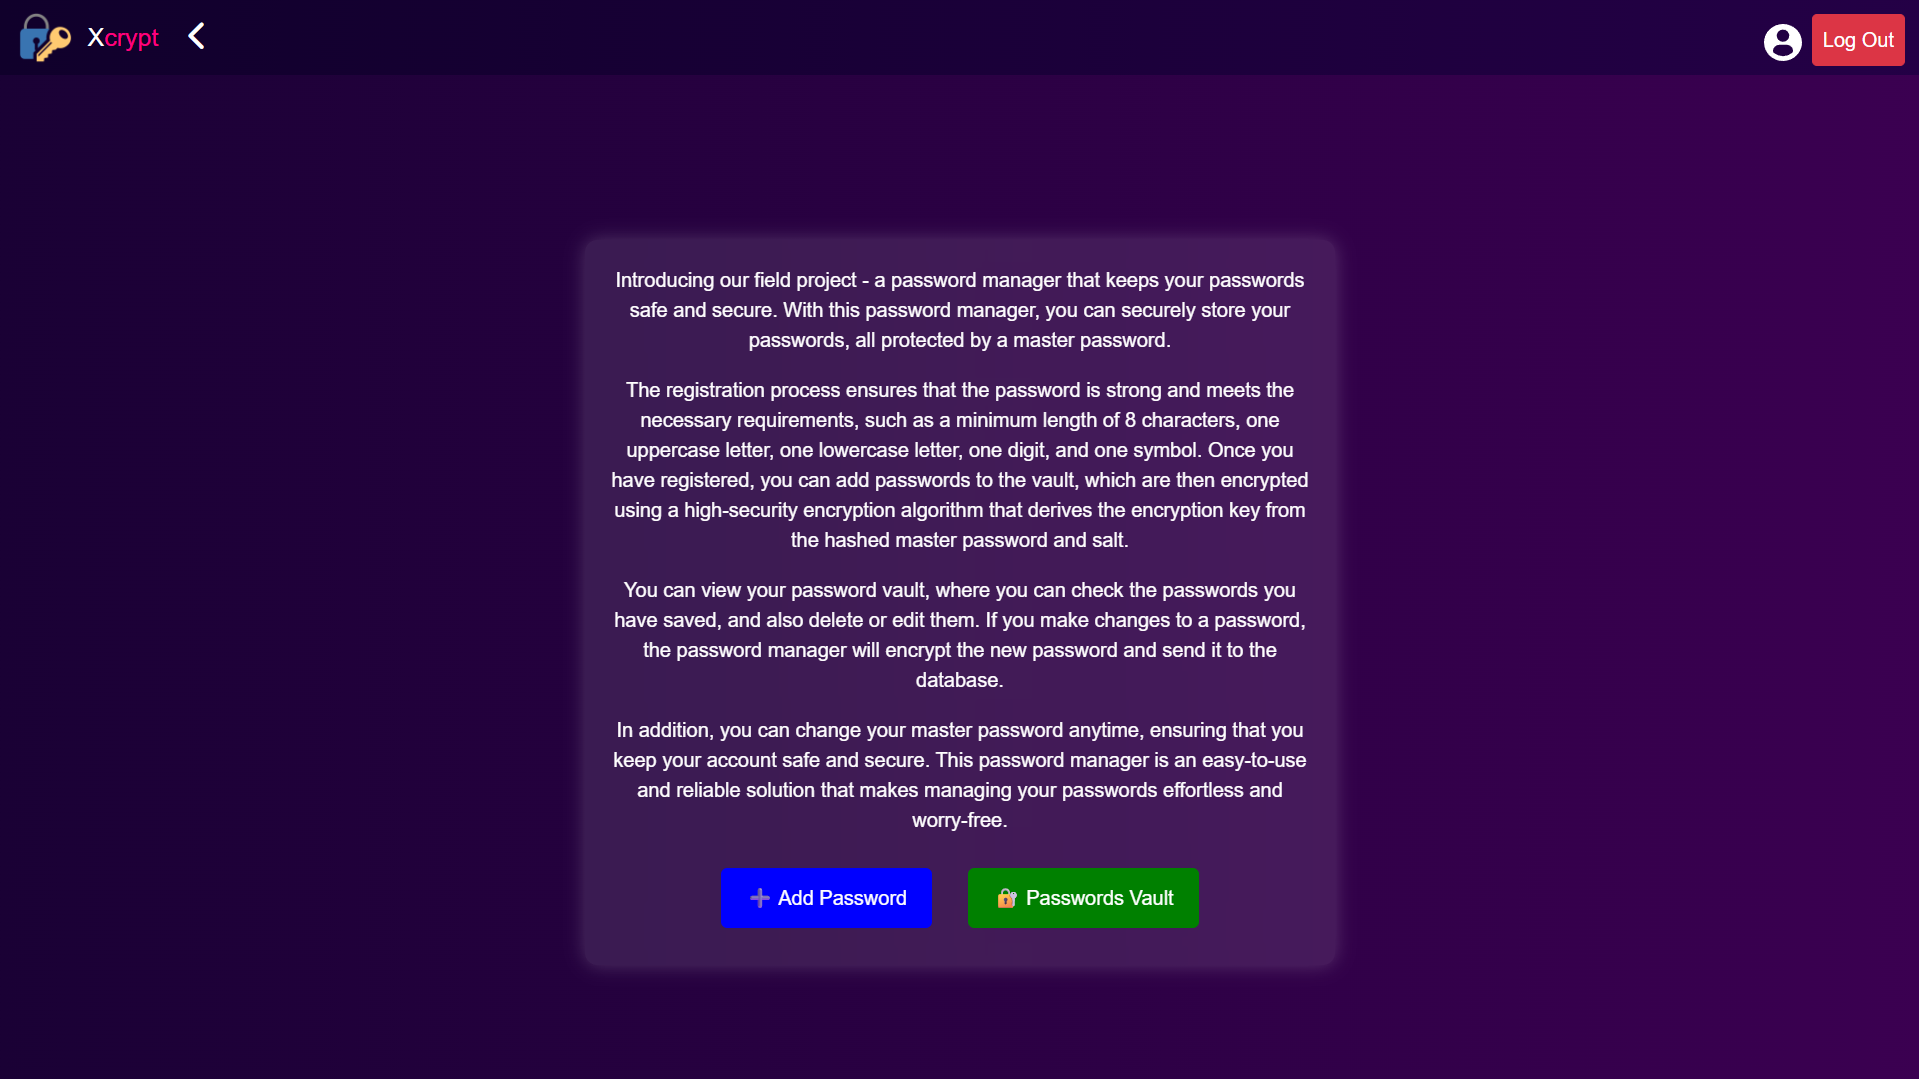 Xcrypt
Log Out
Introducing our field project - a password manager that keeps your passwords
safe and secure. With this password manager, you can securely store your
passwords, all protected by a master password.
The registration process ensures that the password is strong and meets the
necessary requirements, such as a minimum length of 8 characters, one
uppercase letter, one lowercase letter, one digit, and one symbol. Once you
have registered, you can add passwords to the vault, which are then encrypted
using a high-security encryption algorithm that derives the encryption key from
the hashed master password and salt.
You can view your password vault, where you can check the passwords you
have saved, and also delete or edit them. If you make changes to a password,
the password manager will encrypt the new password and send it to the
database.
In addition, you can change your master password anytime, ensuring that you
keep your account safe and secure. This password manager is an easy-to-use
and reliable solution that makes managing your passwords effortless and
worry-free.
Add Password
Passwords Vault